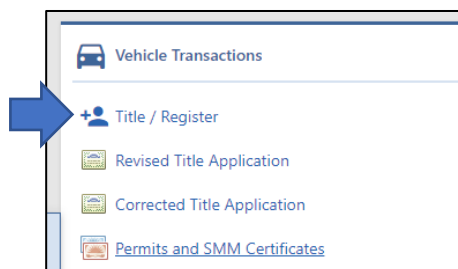 Vehicle Transactions
Title / Register
Revised Title Application
Corrected Title Application
Permits and SMM Certificates